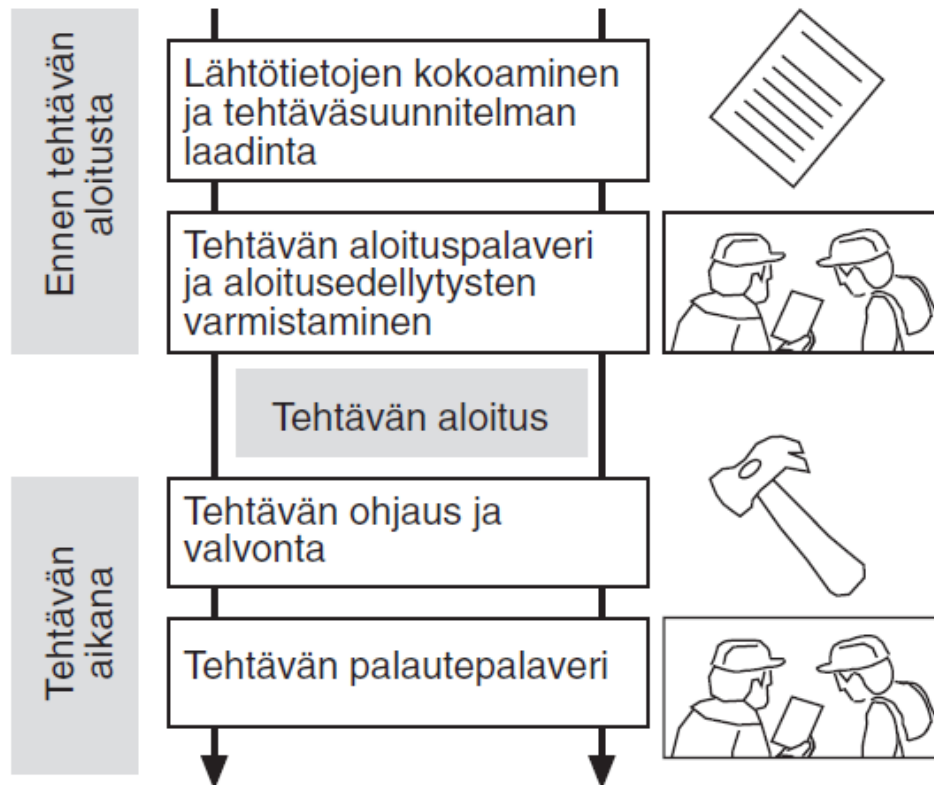 Ennen tehtävän
aloitusta
Lähtötietojen kokoaminen
ja tehtäväsuunnitelman
laadinta
Tehtävän aloituspalaveri
ja aloitusedellytysten
varmistaminen
Tehtävän aloitus
Tehtävän
aikana
Tehtävän ohjaus ja
valvonta
Tehtävän palautepalaveri